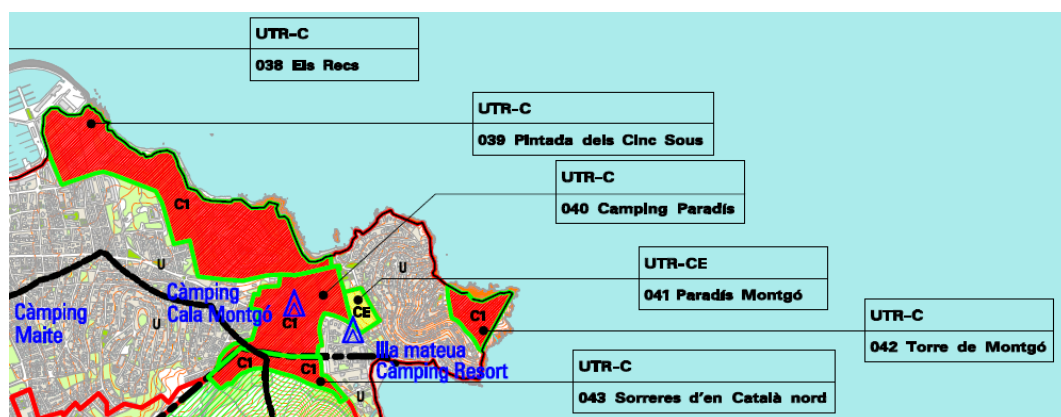 UTR-C
038 Els Recs
UTR-C
039 Pintada dels Cinc Sous
UTR-C
040 Camping Paradís
UTR-CE
041 Paradís Montgó
UTR-C
042 Torre de Montgó
UTR-C
043 Sorreres d'en Català nord
C1
U
U
Càmping
Cala Montgó
Càmping
Maite
U
C1
CE
C1
Illa mateua
Càmping Resort
C1
C1
U